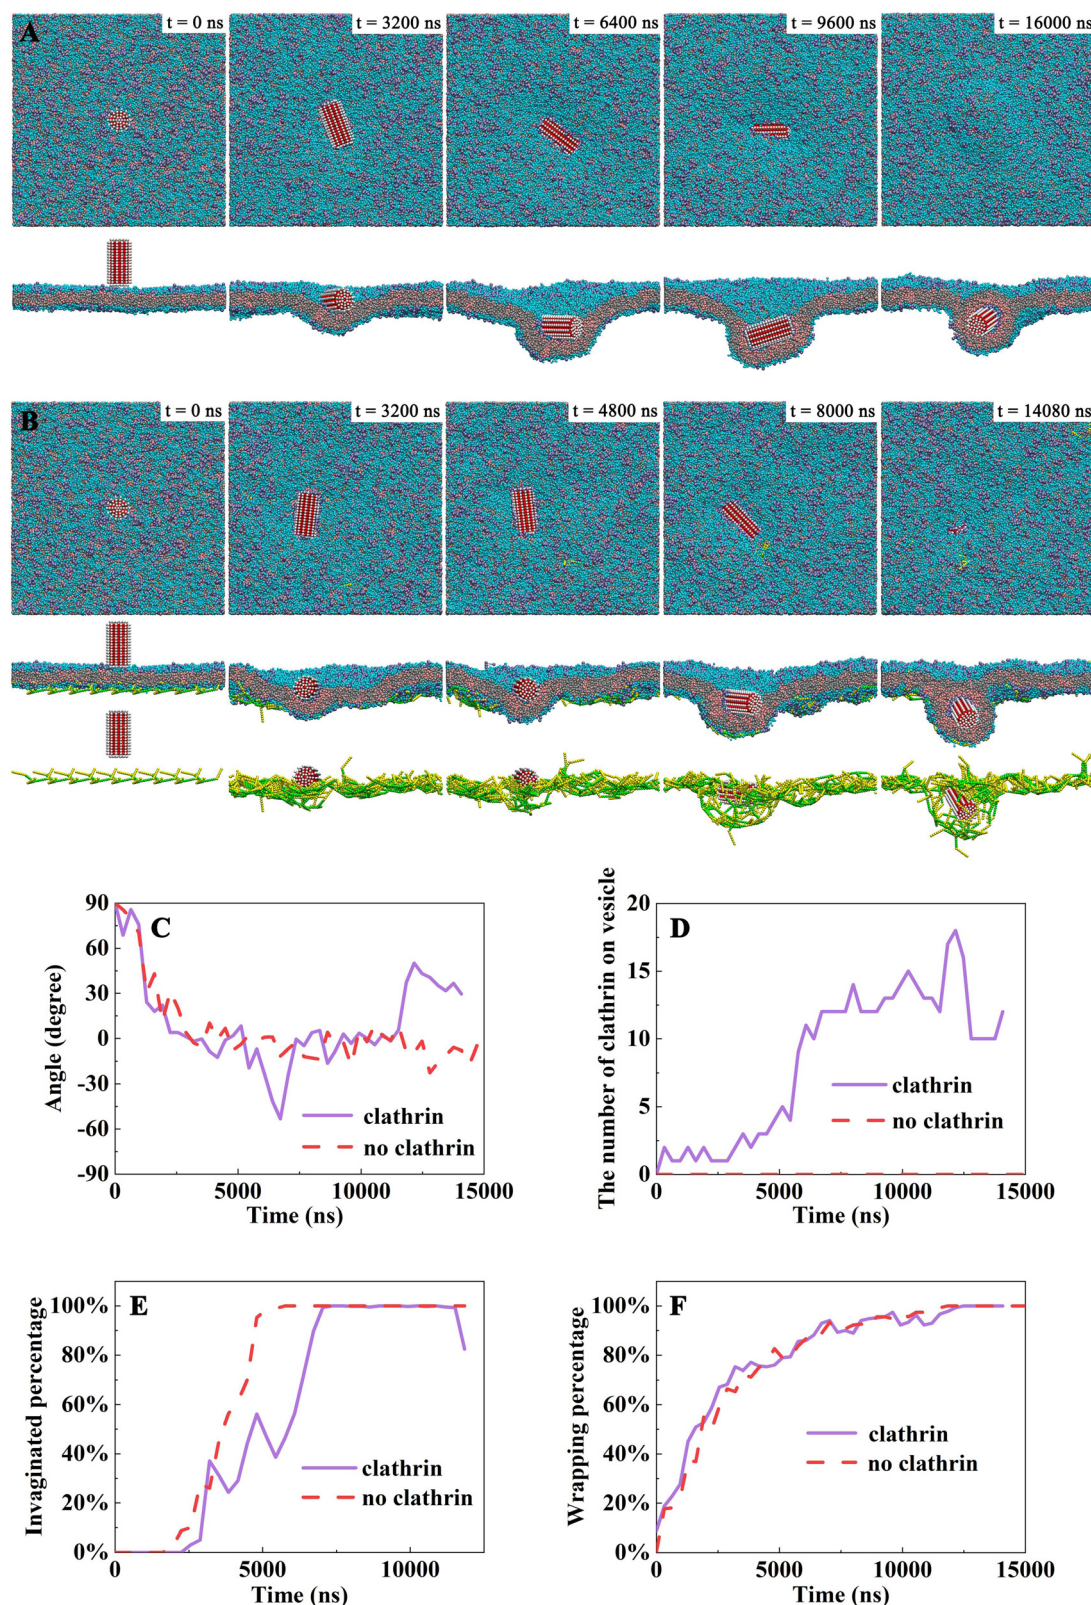 A
t = 0 ns
t = 3200 ns
t = 6400 ns
t = 9600 ns
t = 16000 ns
B
t = 0 ns
t = 3200 ns
t = 4800 ns
t = 8000 ns
t = 14080 ns
C
90
60
30
0
-30
-60
-90
Angle (degree)
clathrin
no clathrin
0
5000
10000
15000
Time (ns)
D
20
15
10
5
0
The number of clathrin on vesicle
clathrin
no clathrin
0
5000
10000
15000
Time (ns)
E
100%
80%
60%
40%
20%
0%
Invaginated percentage
clathrin
no clathrin
0
5000
10000
Time (ns)
F
100%
80%
60%
40%
20%
0%
Wrapping percentage
clathrin
no clathrin
0
5000
10000
15000
Time (ns)